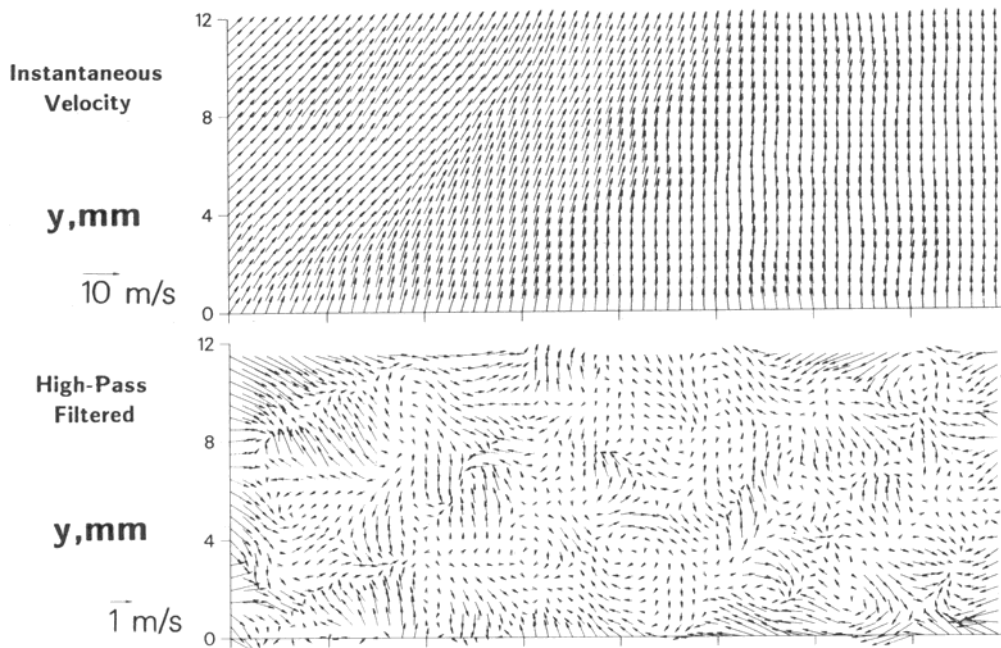 12
Instantaneous
Velocity
8
y,mm
4
10 m/s
0
12
High-Pass
Filtered
8
y,mm
4
1 m/s
0